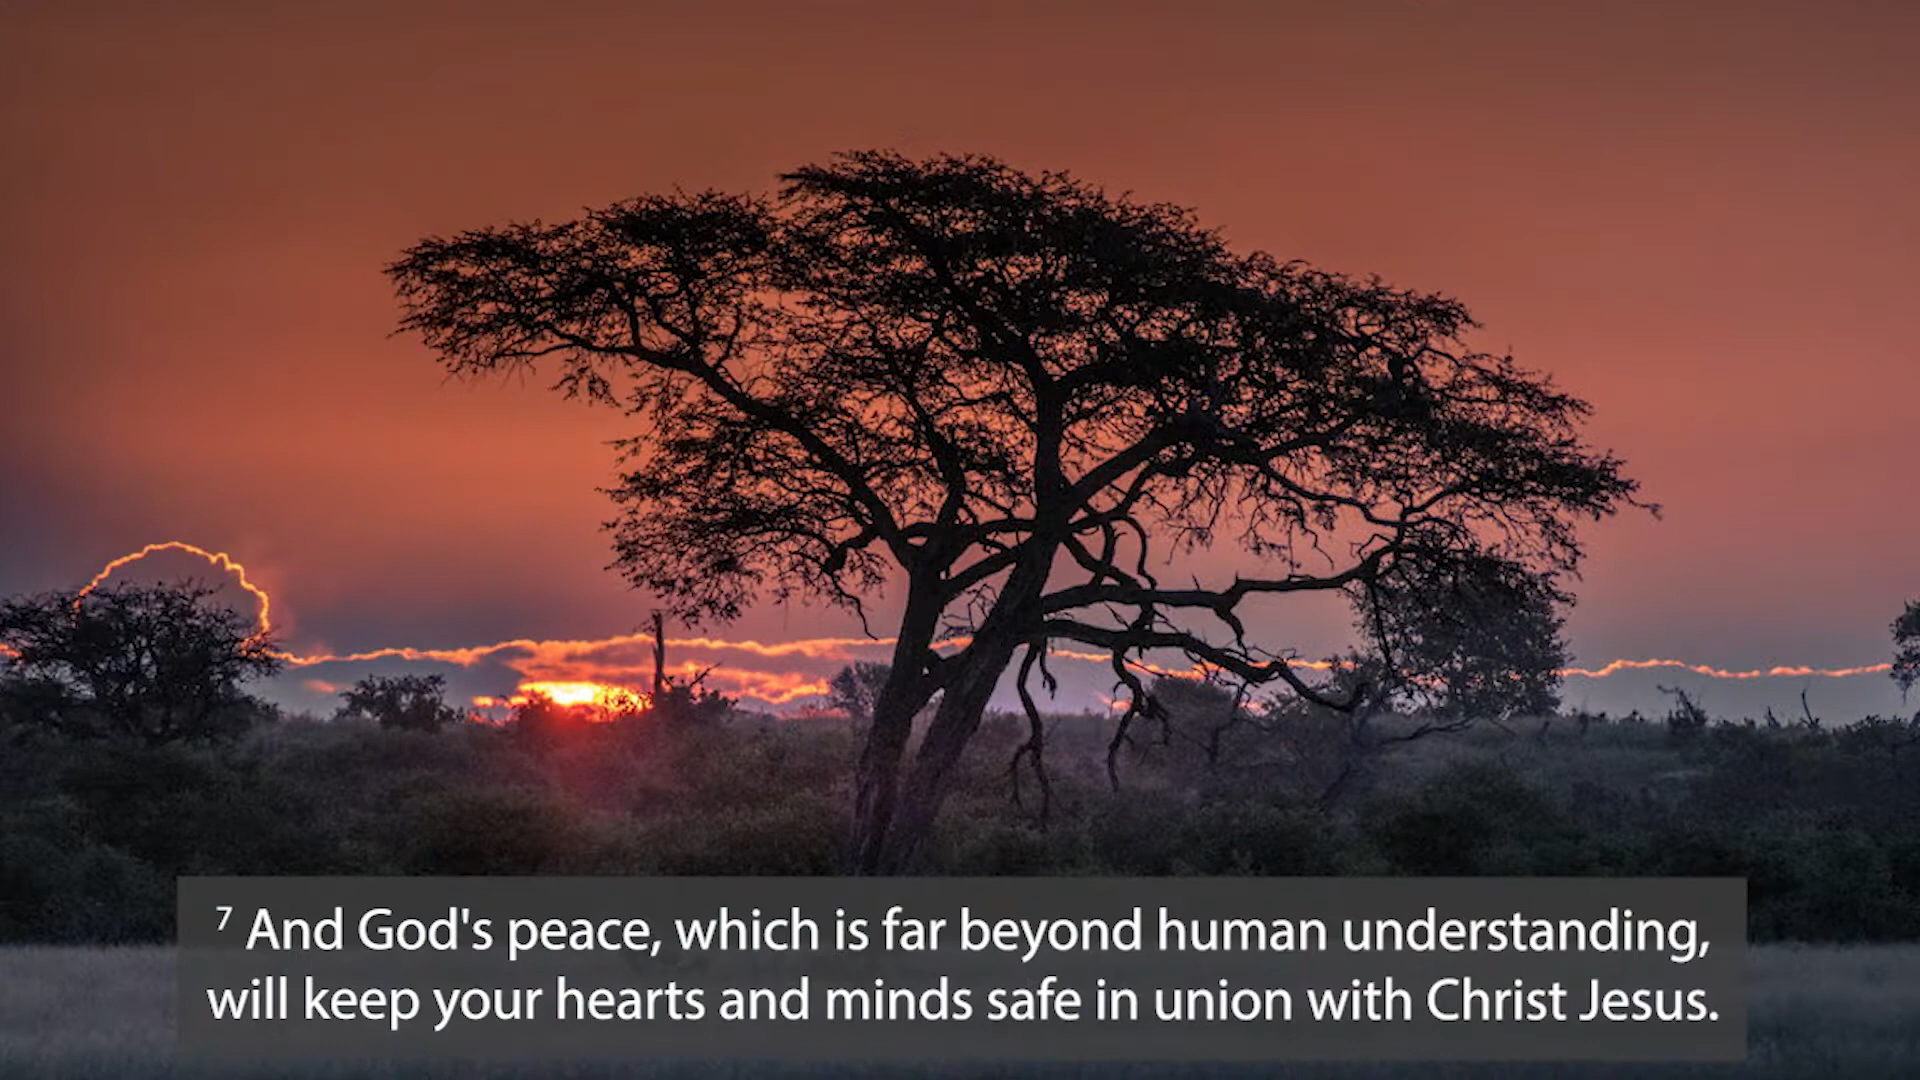 7 And God's peace, which is far beyond human understanding,
will keep your hearts and minds safe in union with Christ Jesus.